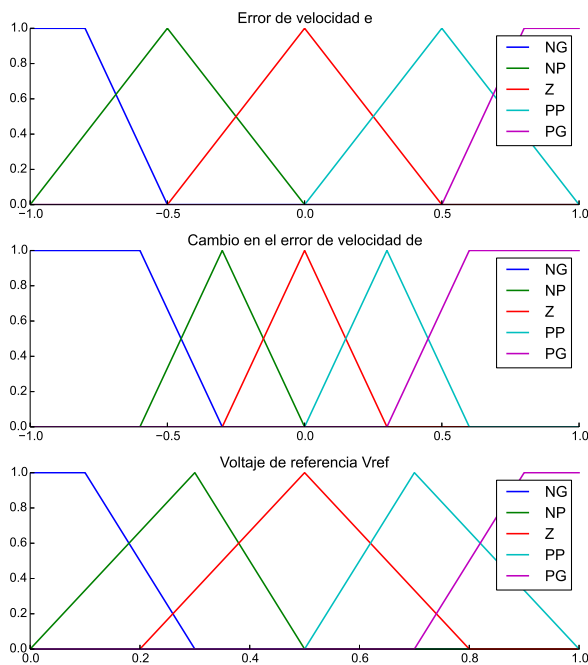 Error de velocidad e
1.0
0.8
0.6
0.4
0.2
0.0
−1.0 −0.5 0.0 0.5 1.0
NG
NP
Z
PP
PG
Cambio en el error de velocidad de
1.0
0.8
0.6
0.4
0.2
0.0
−1.0 −0.5 0.0 0.5 1.0
NG
NP
Z
PP
PG
Voltaje de referencia Vref
1.0
0.8
0.6
0.4
0.2
0.0
0.0 0.2 0.4 0.6 0.8 1.0
NG
NP
Z
PP
PG